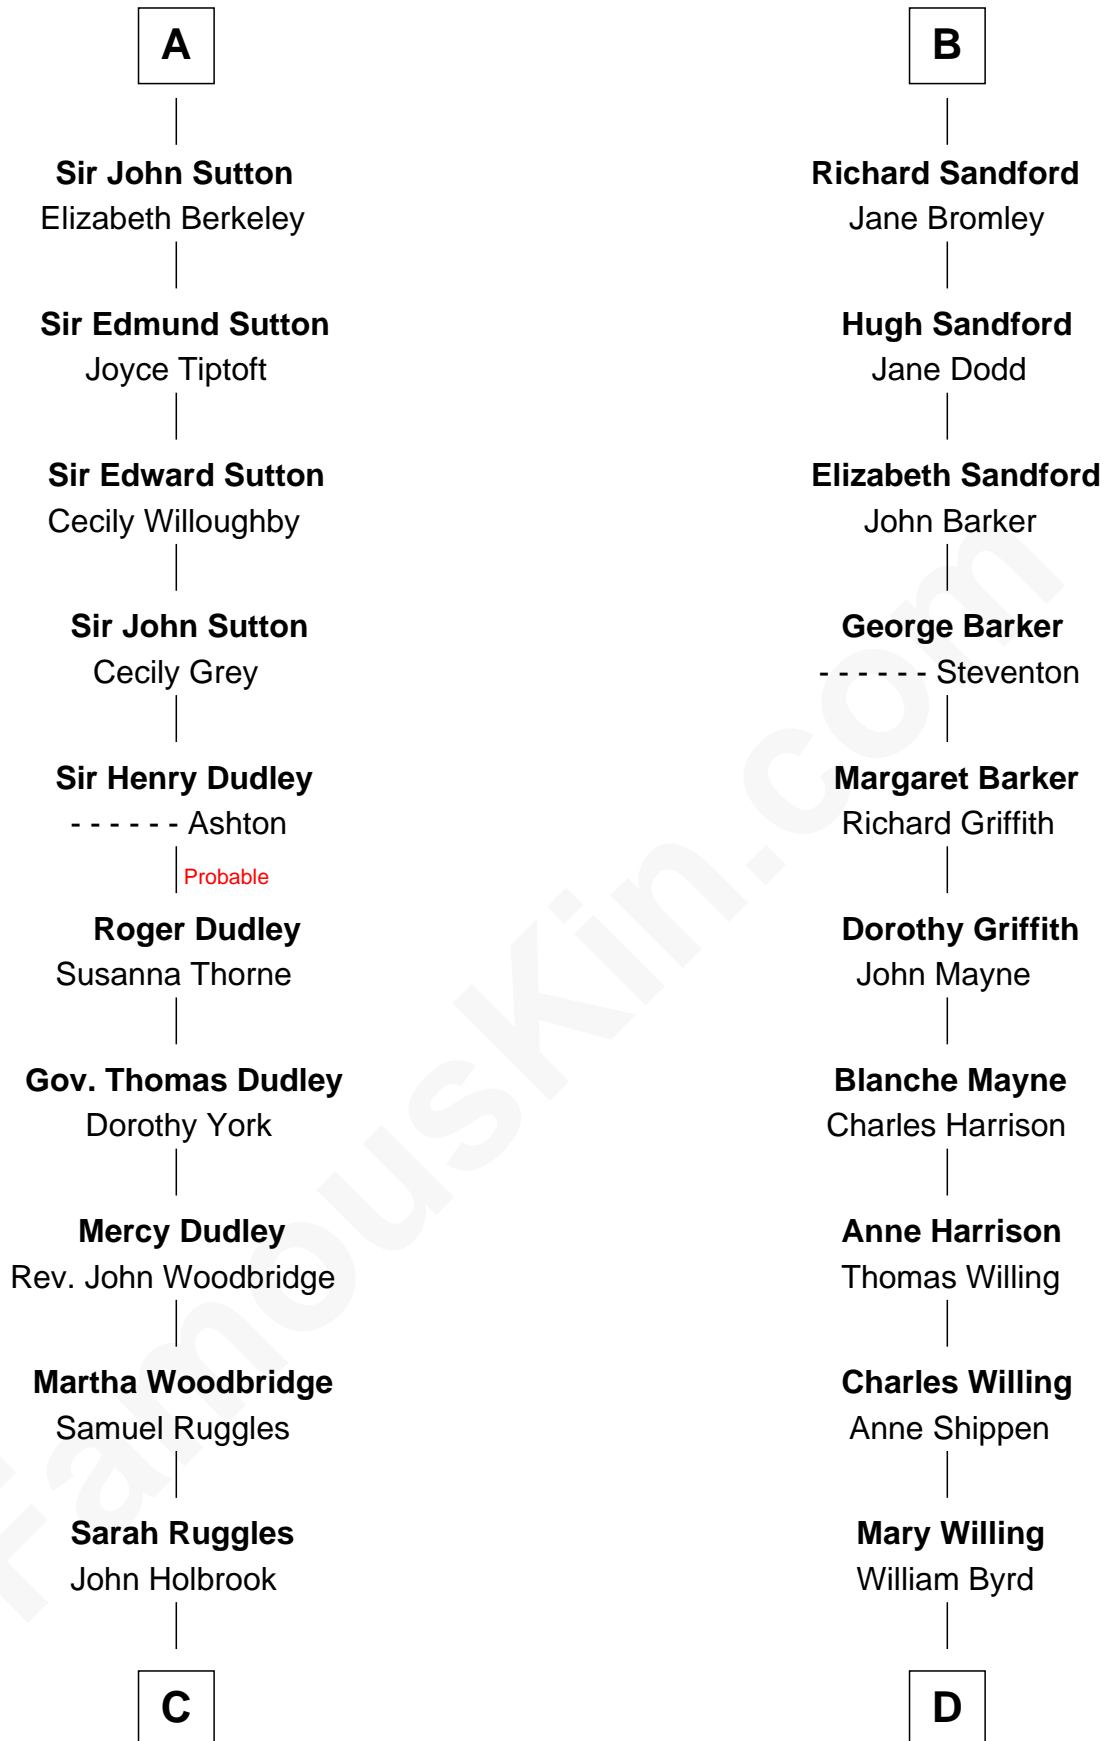 A
Sir John Sutton
Elizabeth Berkeley
Sir Edmund Sutton
Joyce Tiptoft
Sir Edward Sutton
Cecily Willoughby
Sir John Sutton
Cecily Grey
Sir Henry Dudley
- - - - - - Ashton
Probable
Roger Dudley
Susanna Thorne
Gov. Thomas Dudley
Dorothy York
Mercy Dudley
Rev. John Woodbridge
Martha Woodbridge
Samuel Ruggles
Sarah Ruggles
John Holbrook
C
B
Richard Sandford
Jane Bromley
Hugh Sandford
Jane Dodd
Elizabeth Sandford
John Barker
George Barker
- - - - - - Steventon
Margaret Barker
Richard Griffith
Dorothy Griffith
John Mayne
Blanche Mayne
Charles Harrison
Anne Harrison
Thomas Willing
Charles Willing
Anne Shippen
Mary Willing
William Byrd
D
FamousKin.com